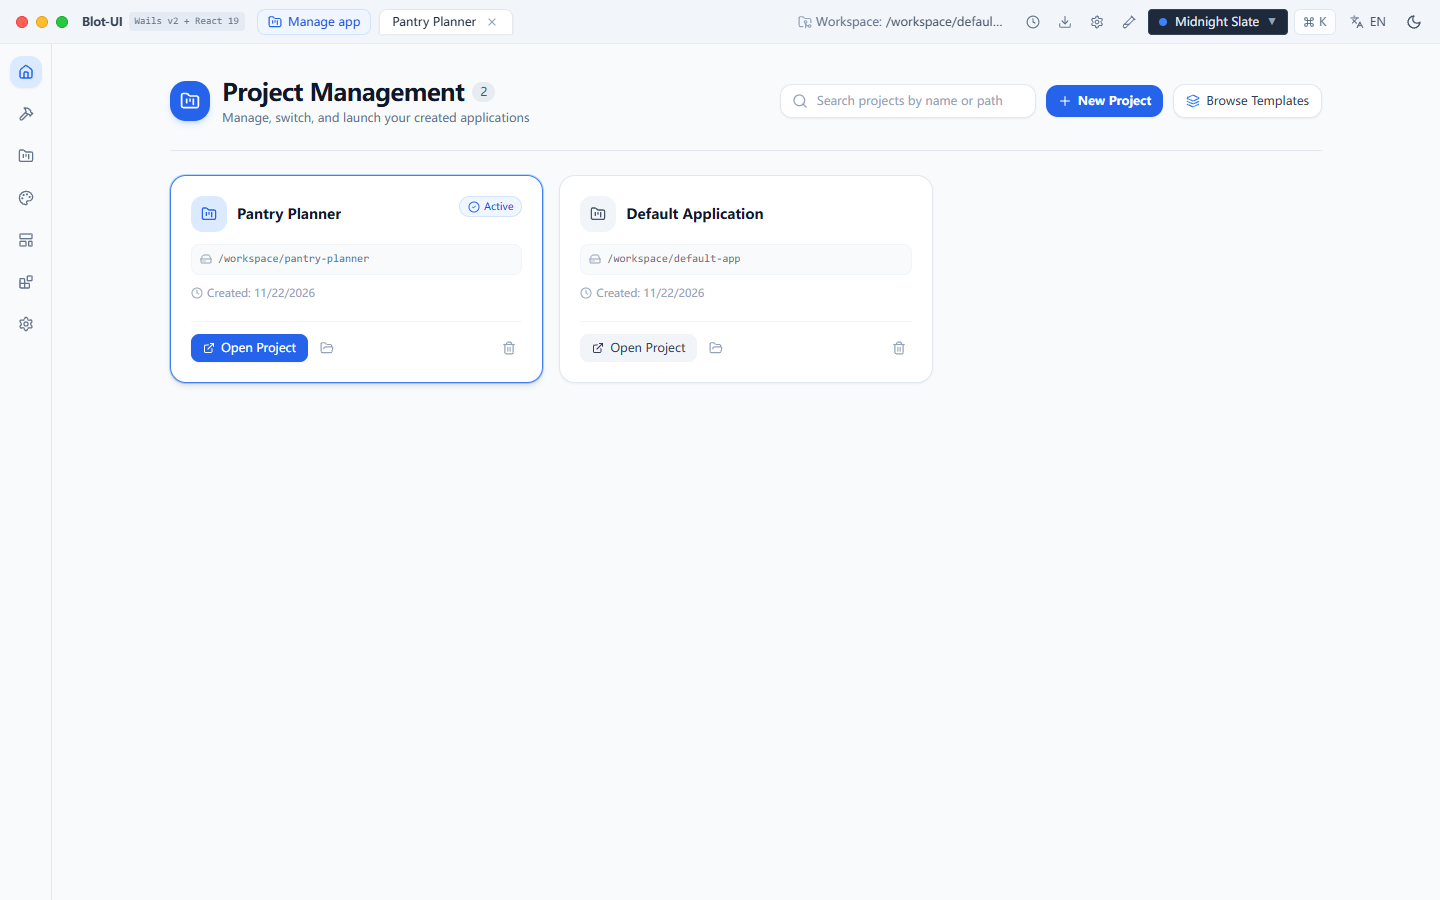 Blot-UI
Wails v2 + React 19
Manage app
Pantry Planner
Workspace: /workspace/defaul...
Midnight Slate
⌘ K
EN
Project Management 2
Manage, switch, and launch your created applications
Search projects by name or path
New Project
Browse Templates
Pantry Planner
Active
/workspace/pantry-planner
Created: 11/22/2026
Open Project
Default Application
/workspace/default-app
Created: 11/22/2026
Open Project